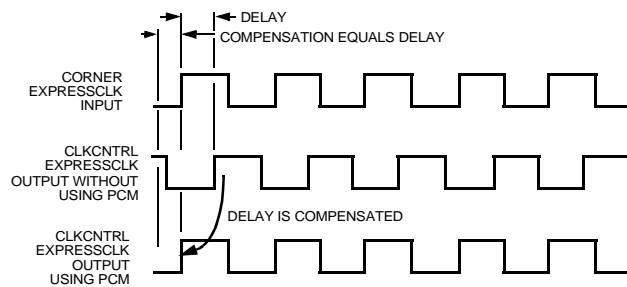 DELAY
COMPENSATION EQUALS DELAY
CORNER
EXPRESSCLK
INPUT
CLKCNTRL
EXPRESSCLK
OUTPUT WITHOUT
USING PCM
DELAY IS COMPENSATED
CLKCNTRL
EXPRESSCLK
OUTPUT
USING PCM